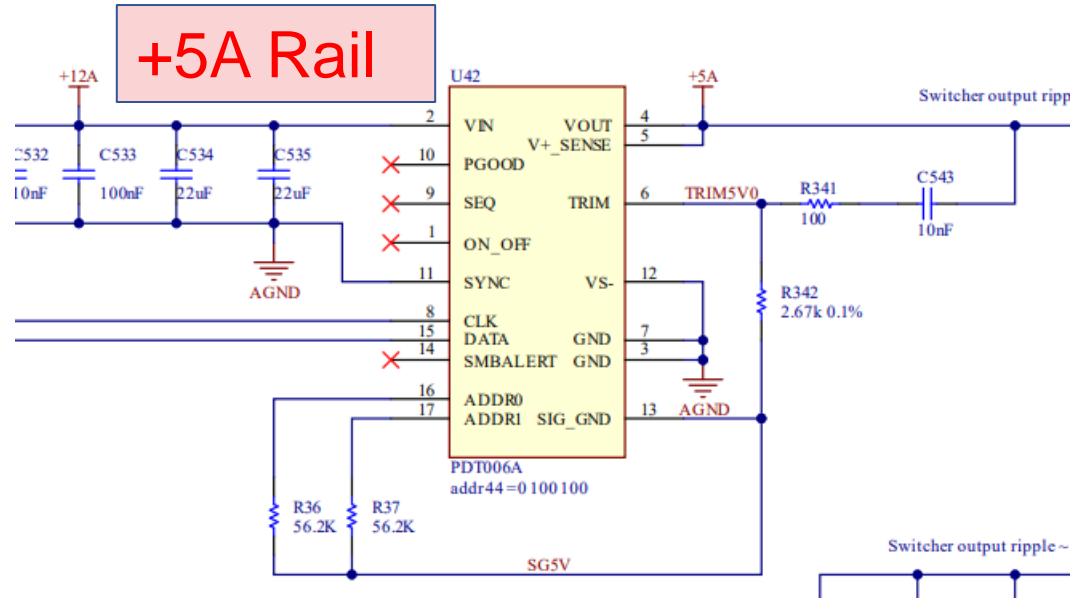 +5A Rail
+12A
U42
+5A
Switcher output ripp
2
VIN
VOUT
4
V+_SENSE
5
C532
C533
C534
C535
10
PGOOD
10nF
100nF
22uF
22uF
9
SEQ
TRIM
6
TRIM5V0
R341
100
C543
10nF
1
ON_OFF
AGND
11
SYNC
VS-
12
R342
2.67k 0.1%
8
CLK
15
DATA
GND
7
14
SMBALERT
GND
3
16
ADDR0
17
ADDR1
SIG_GND
13
AGND
PDT006A
addr44=0100100
R36
56.2K
R37
56.2K
SG5V
Switcher output ripple ~